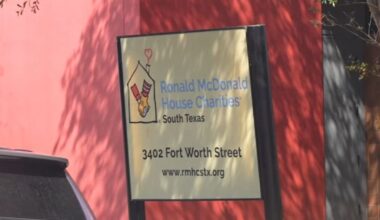 Ronald McDonald
House Charities
South Texas
3402 Fort Worth Street
www.rmhcstx.org